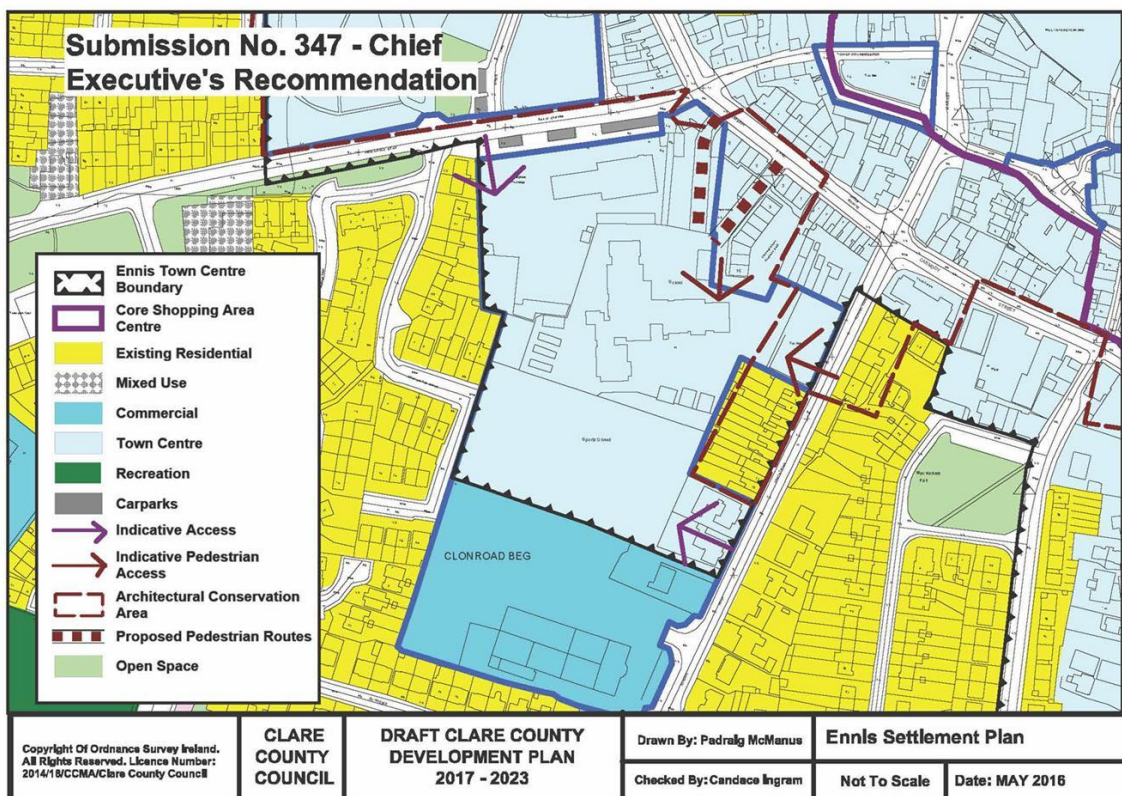 Submission No. 347 - Chief
Executive's Recommendation
Ennis Town Centre
Boundary
Core Shopping Area
Centre
Existing Residential
Mixed Use
Commercial
Town Centre
Recreation
Carparks
Indicative Access
Indicative Pedestrian
Access
Architectural Conservation
Area
Proposed Pedestrian Routes
Open Space
Sports Ground
CLONROAD BEG
Copyright Of Ordnance Survey Ireland.
All Rights Reserved. Licence Number:
2014/18/CCMA/Clare County Council
CLARE
COUNTY
COUNCIL
DRAFT CLARE COUNTY
DEVELOPMENT PLAN
2017 - 2023
Drawn By: Padraig McManus
Checked By: Candace Ingram
Ennis Settlement Plan
Not To Scale
Date: MAY 2016